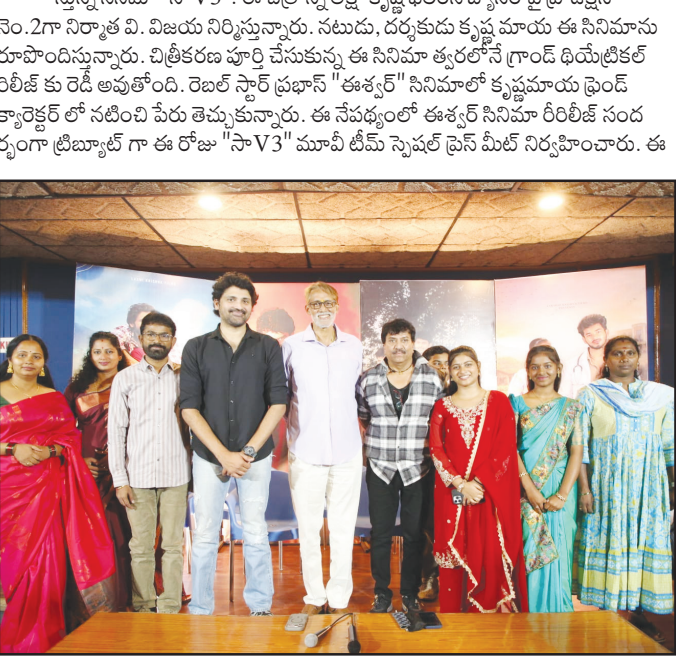 నెం.2గా నిర్మాత వి. విజయ నిర్మిస్తున్నారు. నటుడు, దర్శకుడు కృష్ణ మాయ ఈ సినిమాను
రూపొందిస్తున్నారు. చిత్రీకరణ పూర్తి చేసుకున్న ఈ సినిమా త్వరలోనే గ్రాండ్ థియేట్రికల్
రిలీజ్ కు రెడీ అవుతోంది. రెబల్ స్టార్ ప్రభాస్ "ఈశ్వర్" సినిమాలో కృష్ణమాయ ఫ్రెండ్
క్యారెక్టర్ లో నటించి పేరు తెచ్చుకున్నారు. ఈ నేపథ్యంలో ఈశ్వర్ సినిమా రీరిలీజ్ సంద
ర్భంగా ట్రిబ్యూట్ గా ఈ రోజు "సాV3" మూవీ టీమ్ స్పెషల్ ప్రెస్ మీట్ నిర్వహించారు. ఈ